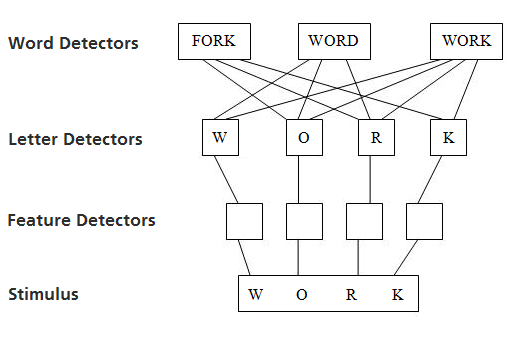 Word Detectors FORK WORD WORK
Letter Detectors W O R K
Feature Detectors
Stimulus W O R K